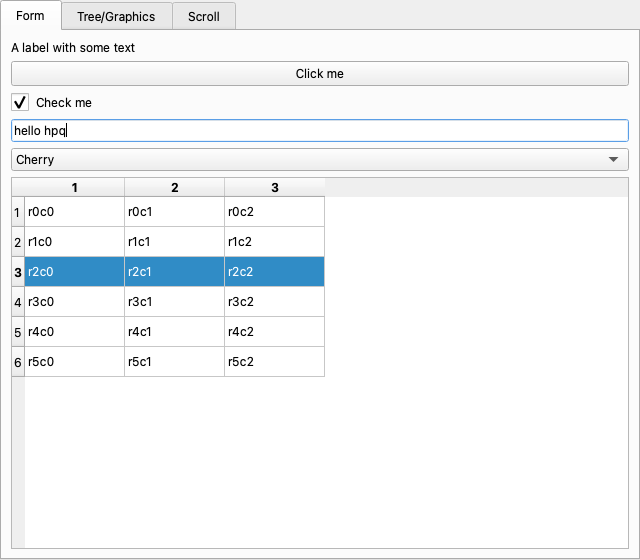 Form Tree/Graphics Scroll
A label with some text
Click me
Check me
hello hpq
Cherry
1 2 3
1 r0c0 r0c1 r0c2
2 r1c0 r1c1 r1c2
3 r2c0 r2c1 r2c2
4 r3c0 r3c1 r3c2
5 r4c0 r4c1 r4c2
6 r5c0 r5c1 r5c2